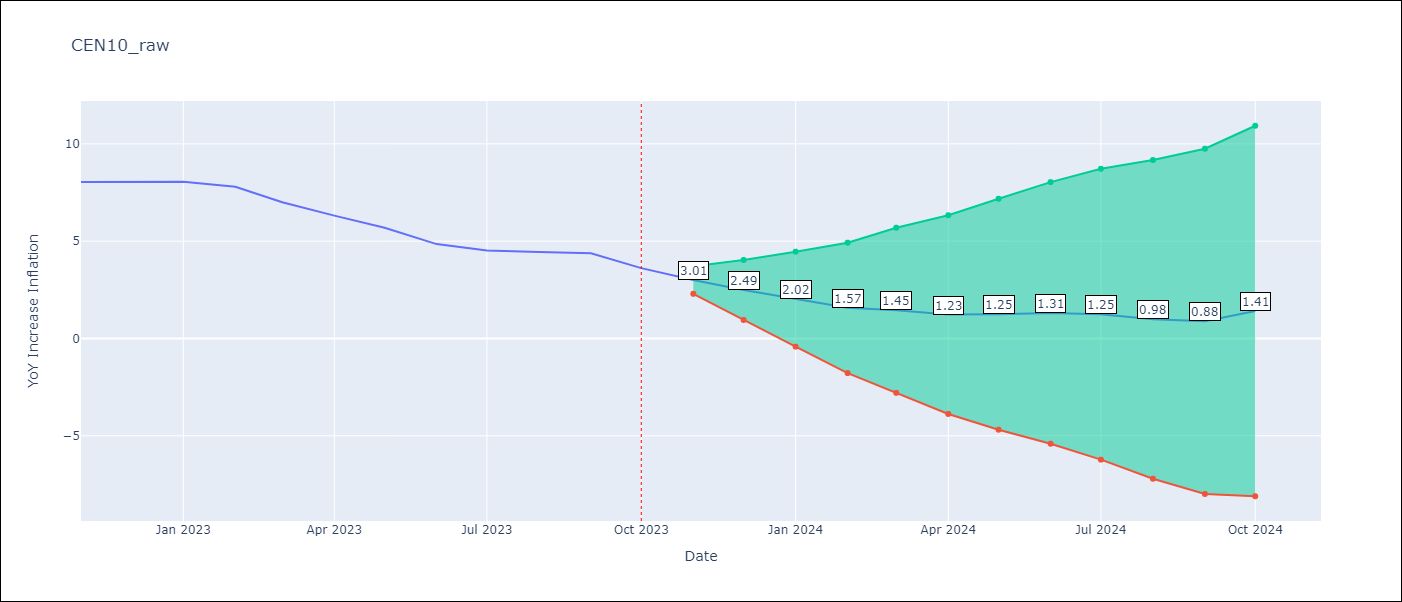 CEN10_raw
YoY Increase Inflation
10
5
0
−5
3.01
2.49
2.02
1.57
1.45
1.23
1.25
1.31
1.25
0.98
0.88
1.41
Jan 2023
Apr 2023
Jul 2023
Oct 2023
Jan 2024
Apr 2024
Jul 2024
Oct 2024
Date